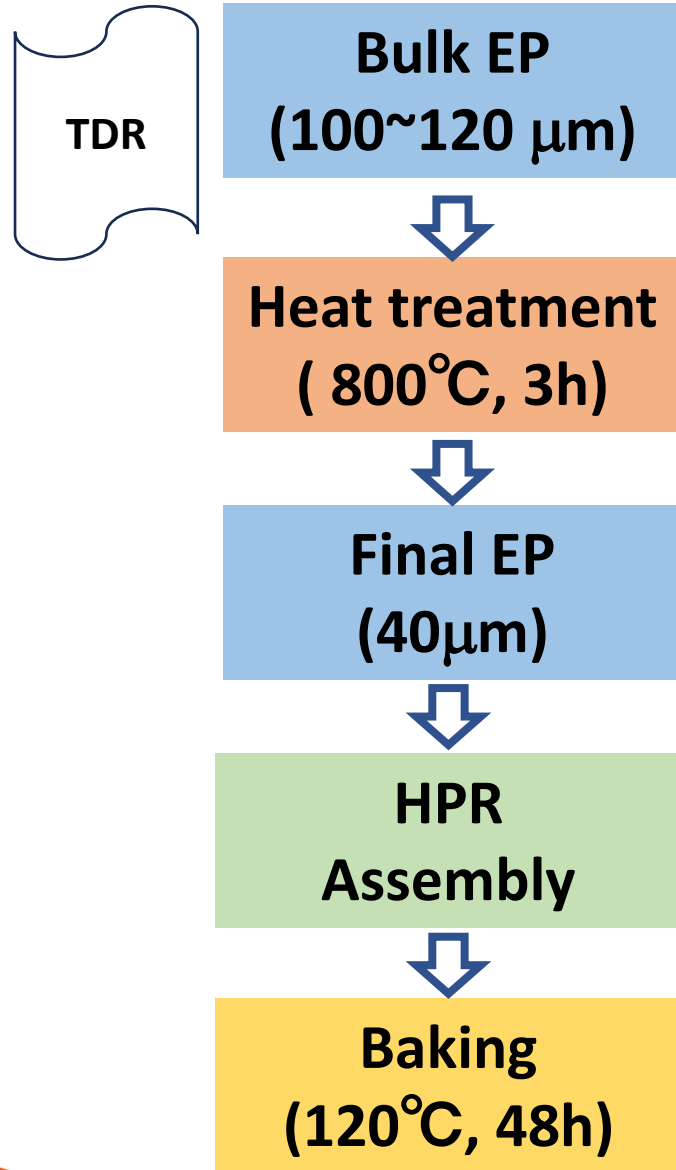 TDR
Bulk EP
(100~120 μm)
Heat treatment
( 800℃, 3h)
Final EP
(40μm)
HPR
Assembly
Baking
(120℃, 48h)